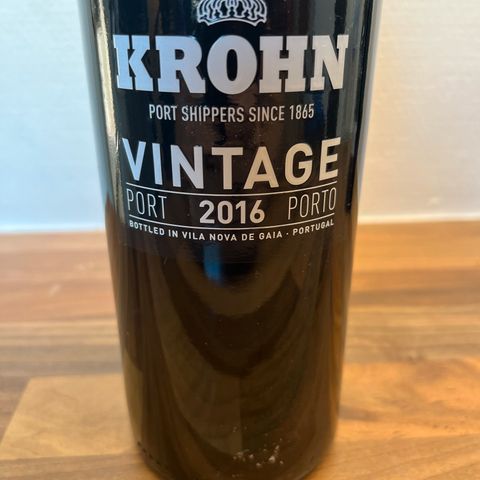 KROHN
PORT SHIPPERS SINCE 1865
VINTAGE
PORT 2016 PORTO
BOTTLED IN VILA NOVA DE GAIA · PORTUGAL